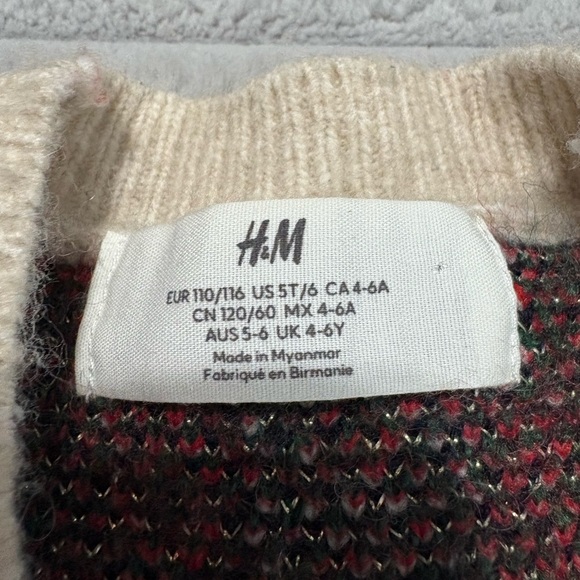 H&M
EUR 110/116 US 5T/6 CA 4-6A
CN 120/60 MX 4-6A
AUS 5-6 UK 4-6Y
Made in Myanmar
Fabriqué en Birmanie